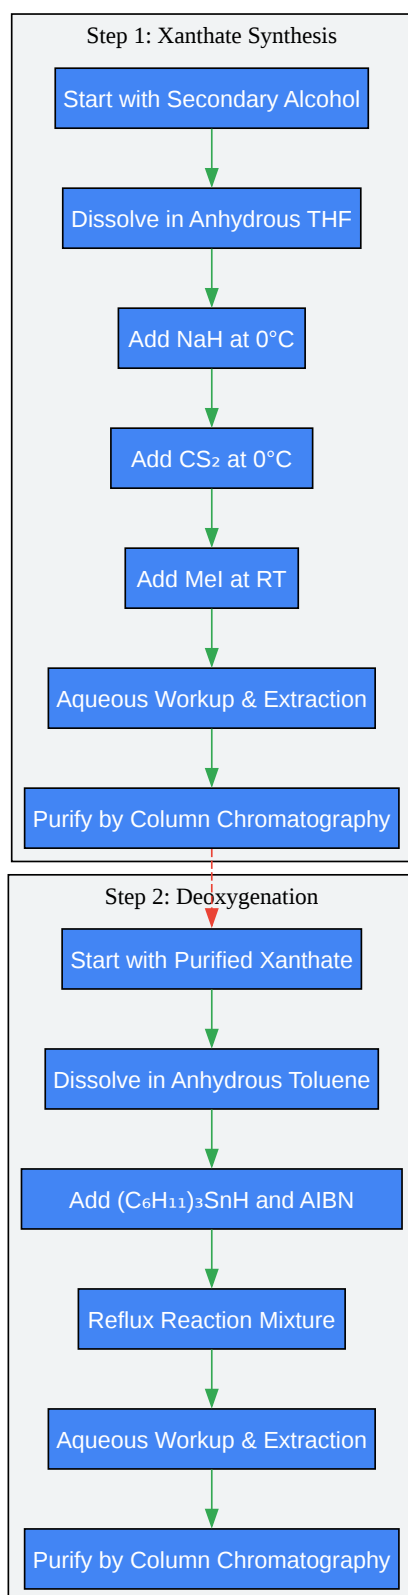 Step 1: Xanthate Synthesis
Start with Secondary Alcohol
Dissolve in Anhydrous THF
Add NaH at 0°C
Add CS₂ at 0°C
Add MeI at RT
Aqueous Workup & Extraction
Purify by Column Chromatography
Step 2: Deoxygenation
Start with Purified Xanthate
Dissolve in Anhydrous Toluene
Add (C₆H₁₁)₃SnH and AIBN
Reflux Reaction Mixture
Aqueous Workup & Extraction
Purify by Column Chromatography